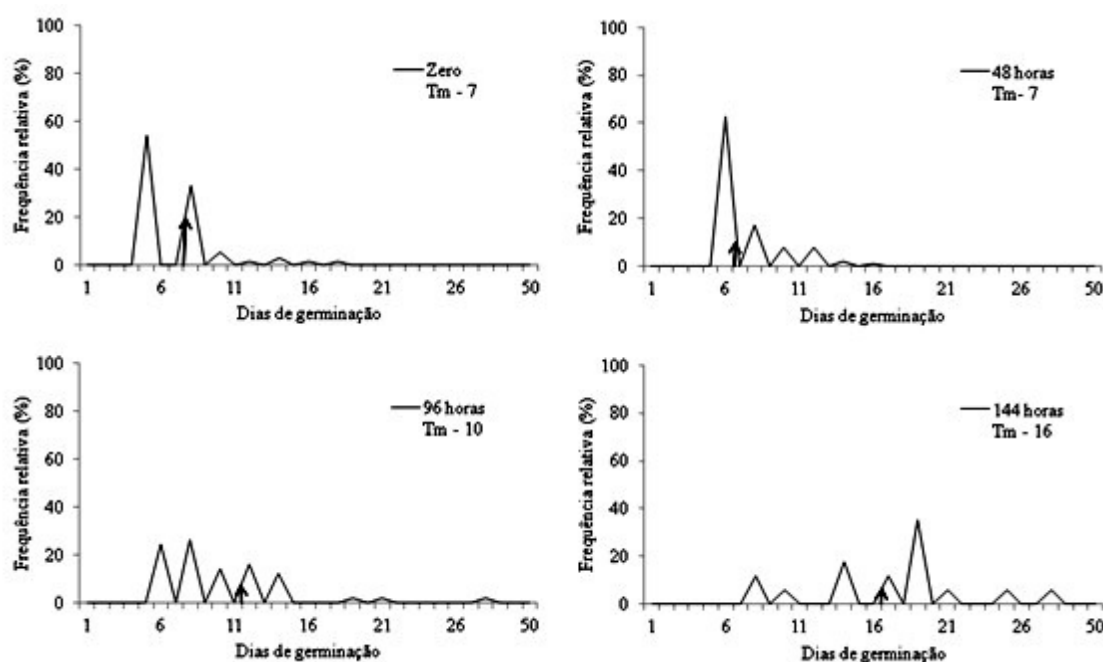 Frequência relativa (%)
100
80
60
40
20
0
Zero
Tm - 7
1 6 11 16 21 26 50
Dias de germinação
Frequência relativa (%)
100
80
60
40
20
0
48 horas
Tm- 7
1 6 11 16 21 26 50
Dias de germinação
Frequência relativa (%)
100
80
60
40
20
0
96 horas
Tm - 10
1 6 11 16 21 26 50
Dias de germinação
Frequência relativa (%)
100
80
60
40
20
0
144 horas
Tm - 16
1 6 11 16 21 26 50
Dias de germinação